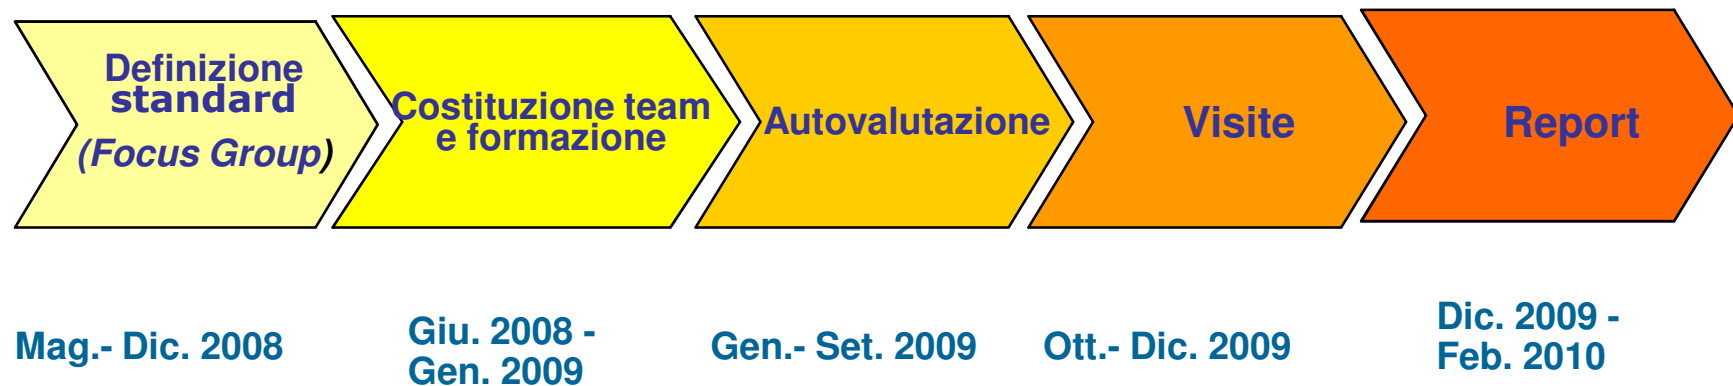 Definizione
standard
(Focus Group)
Costituzione team
e formazione
Autovalutazione
Visite
Report
Mag.- Dic. 2008
Giu. 2008 -
Gen. 2009
Gen.- Set. 2009
Ott.- Dic. 2009
Dic. 2009 -
Feb. 2010